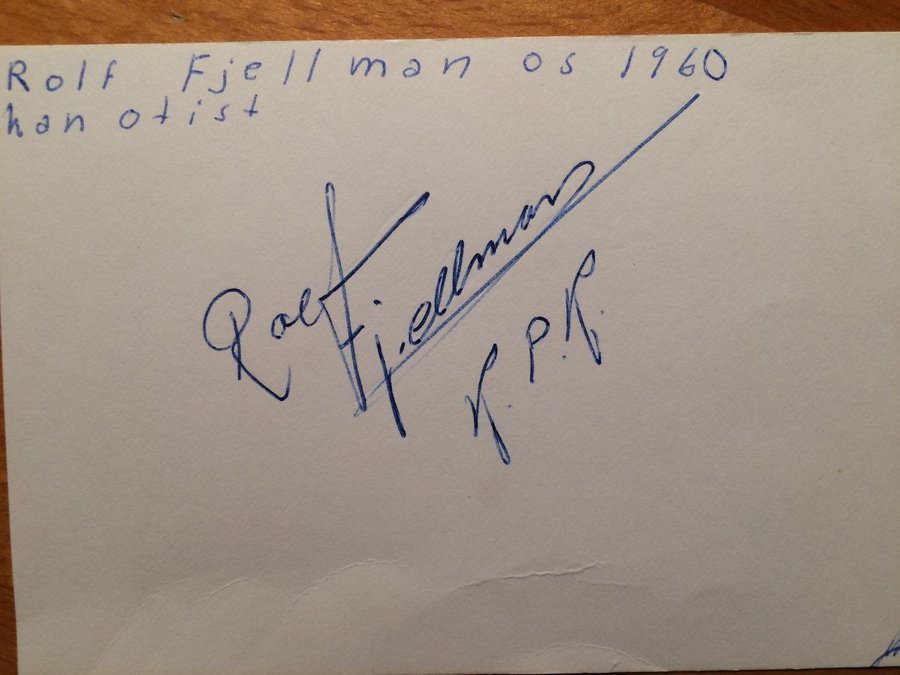 Rolf Fjellman os 1960
kanotist
Rolf Fjellman
K.P.K.